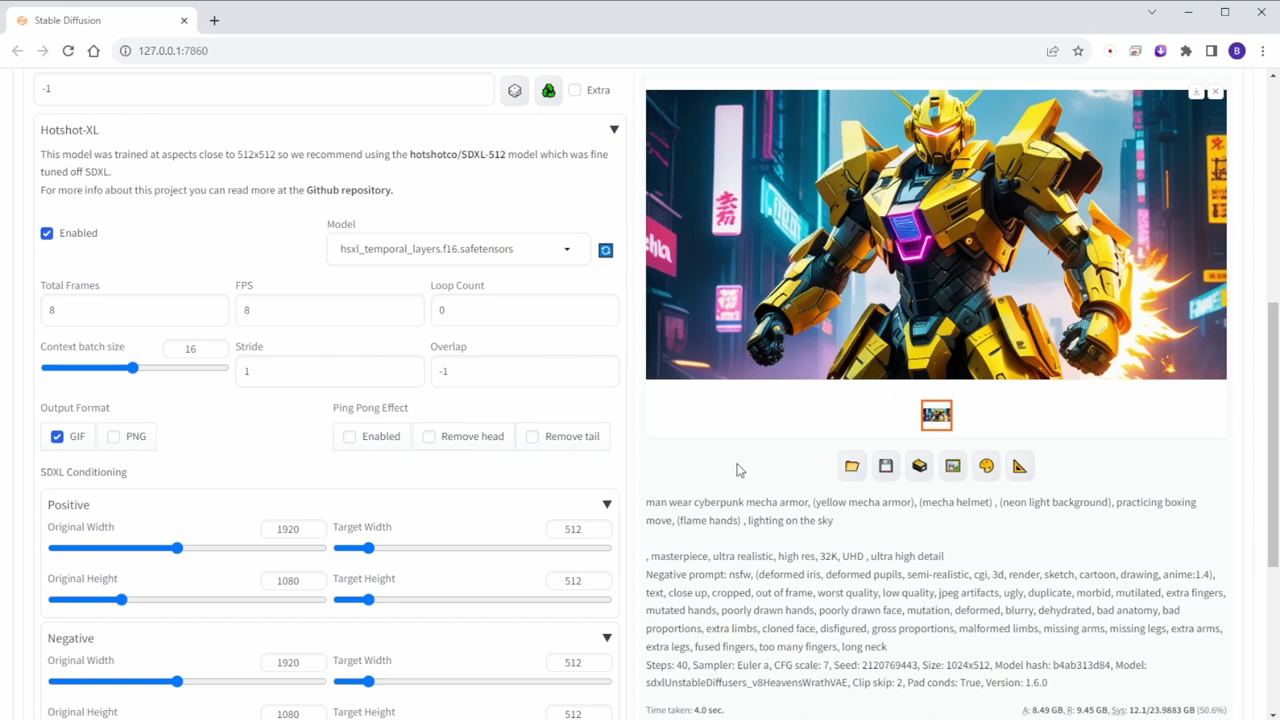 Stable Diffusion
127.0.0.1:7860
B
-1
Extra
Hotshot-XL
This model was trained at aspects close to 512x512 so we recommend using the hotshotco/SDXL-512 model which was fine
tuned off SDXL.
For more info about this project you can read more at the Github repository.
Enabled
Model
hsxl_temporal_layers.f16.safetensors
Total Frames
FPS
Loop Count
8
8
0
Context batch size
16
Stride
Overlap
1
-1
Output Format
Ping Pong Effect
GIF
PNG
Enabled
Remove head
Remove tail
SDXL Conditioning
Positive
Original Width
1920
Target Width
512
Original Height
1080
Target Height
512
Negative
Original Width
1920
Target Width
512
Original Height
1080
Target Height
512
man wear cyberpunk mecha armor, (yellow mecha armor), (mecha helmet) , (neon light background), practicing boxing
move, (flame hands) , lighting on the sky
, masterpiece, ultra realistic, high res, 32K, UHD , ultra high detail
Negative prompt: nsfw, (deformed iris, deformed pupils, semi-realistic, cgi, 3d, render, sketch, cartoon, drawing, anime:1.4),
text, close up, cropped, out of frame, worst quality, low quality, jpeg artifacts, ugly, duplicate, morbid, mutilated, extra fingers,
mutated hands, poorly drawn hands, poorly drawn face, mutation, deformed, blurry, dehydrated, bad anatomy, bad
proportions, extra limbs, cloned face, disfigured, gross proportions, malformed limbs, missing arms, missing legs, extra arms,
extra legs, fused fingers, too many fingers, long neck
Steps: 40, Sampler: Euler a, CFG scale: 7, Seed: 2120769443, Size: 1024x512, Model hash: b4ab313d84, Model:
sdxlUnstableDiffusers_v8HeavensWrathVAE, Clip skip: 2, Pad conds: True, Version: 1.6.0
Time taken: 4.0 sec.
A: 8.49 GB, R: 9.45 GB, Sys: 12.1/23.9883 GB (50.6%)